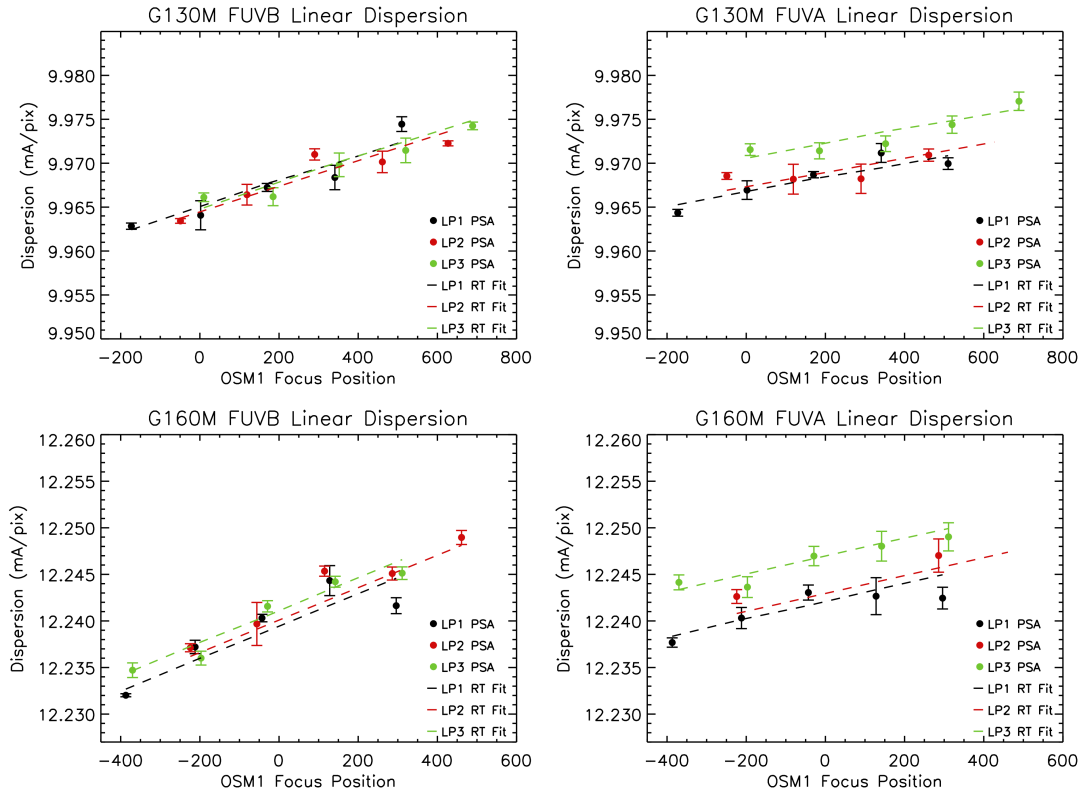 G130M FUVB Linear Dispersion
9.980
9.975
9.970
9.965
9.960
9.955
9.950
Dispersion (mA/pix)
LP1 PSA
LP2 PSA
LP3 PSA
LP1 RT Fit
LP2 RT Fit
LP3 RT Fit
-200 0 200 400 600 800
OSM1 Focus Position
G130M FUVA Linear Dispersion
9.980
9.975
9.970
9.965
9.960
9.955
9.950
Dispersion (mA/pix)
LP1 PSA
LP2 PSA
LP3 PSA
LP1 RT Fit
LP2 RT Fit
LP3 RT Fit
-200 0 200 400 600 800
OSM1 Focus Position
G160M FUVB Linear Dispersion
12.260
12.255
12.250
12.245
12.240
12.235
12.230
Dispersion (mA/pix)
LP1 PSA
LP2 PSA
LP3 PSA
LP1 RT Fit
LP2 RT Fit
LP3 RT Fit
-400 -200 0 200 400 600
OSM1 Focus Position
G160M FUVA Linear Dispersion
12.260
12.255
12.250
12.245
12.240
12.235
12.230
Dispersion (mA/pix)
LP1 PSA
LP2 PSA
LP3 PSA
LP1 RT Fit
LP2 RT Fit
LP3 RT Fit
-400 -200 0 200 400 600
OSM1 Focus Position